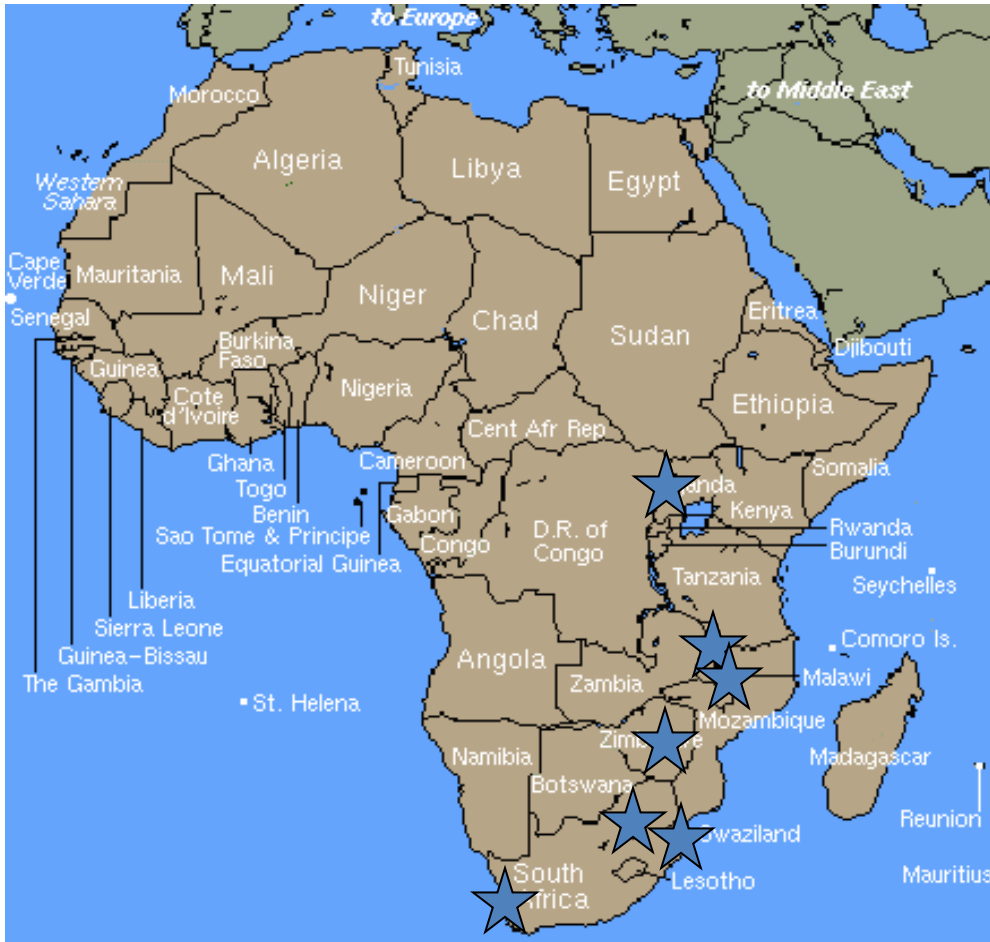 to Europe
Tunisia
Morocco
to Middle East
Algeria
Libya
Egypt
Western
Sahara
Cape
Verde
Mauritania
Mali
Niger
Chad
Sudan
Eritrea
Senegal
Burkina
Faso
Djibouti
Guinea
Nigeria
Cote
d'Ivoire
Ethiopia
Cent Afr Rep
Ghana
Cameroon
Somalia
Togo
Kenya
Benin
Gabon
Sao Tome & Principe
D.R. of
Congo
Rwanda
Congo
Burundi
Equatorial Guinea
Tanzania
Seychelles
Liberia
Sierra Leone
Comoro Is.
Guinea-Bissau
Angola
The Gambia
Zambia
Malawi
St. Helena
Mozambique
Namibia
Madagascar
Botswana
Reunion
Swaziland
South
Lesotho
Mauritius